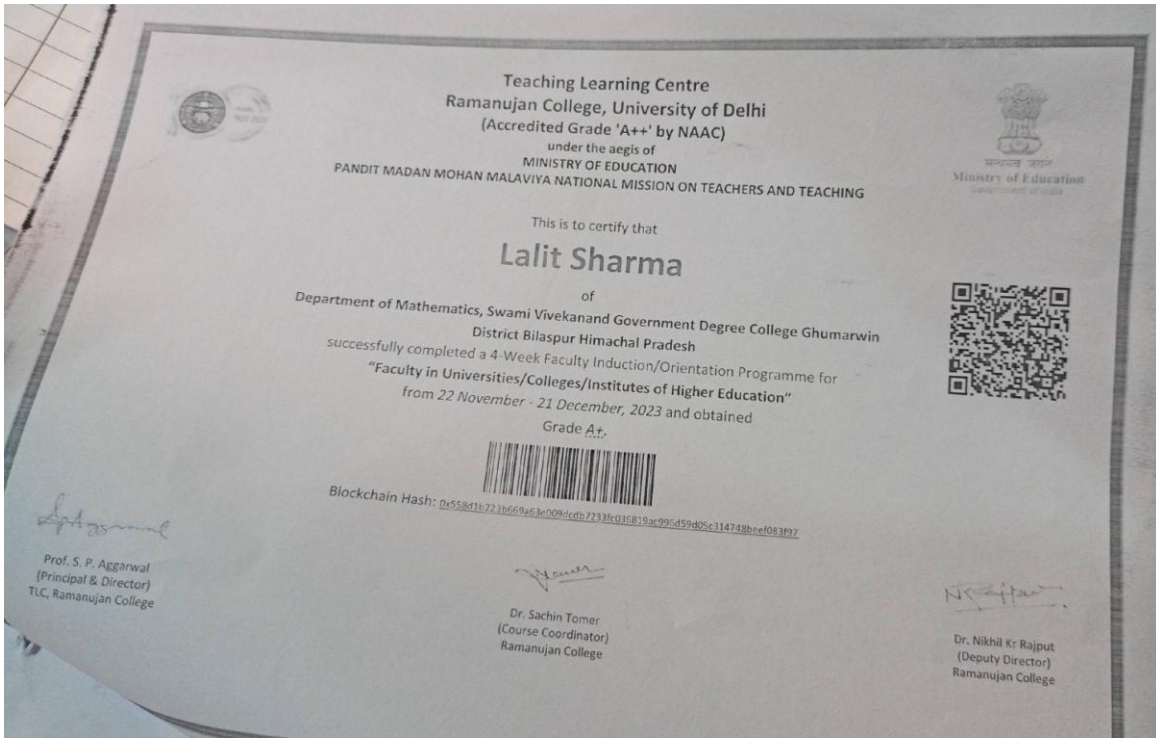 Teaching Learning Centre
Ramanujan College, University of Delhi
(Accredited Grade 'A++' by NAAC)
under the aegis of
MINISTRY OF EDUCATION
PANDIT MADAN MOHAN MALAVIYA NATIONAL MISSION ON TEACHERS AND TEACHING
Ministry of Education
Government of India
This is to certify that
Lalit Sharma
of
Department of Mathematics, Swami Vivekanand Government Degree College Ghumarwin
District Bilaspur Himachal Pradesh
successfully completed a 4-Week Faculty Induction/Orientation Programme for
"Faculty in Universities/Colleges/Institutes of Higher Education"
from 22 November - 21 December, 2023 and obtained
Grade A+.
Blockchain Hash:
Prof. S. P. Aggarwal
(Principal & Director)
TLC, Ramanujan College
Dr. Sachin Tomer
(Course Coordinator)
Ramanujan College
Dr. Nikhil Kr Rajput
(Deputy Director)
Ramanujan College